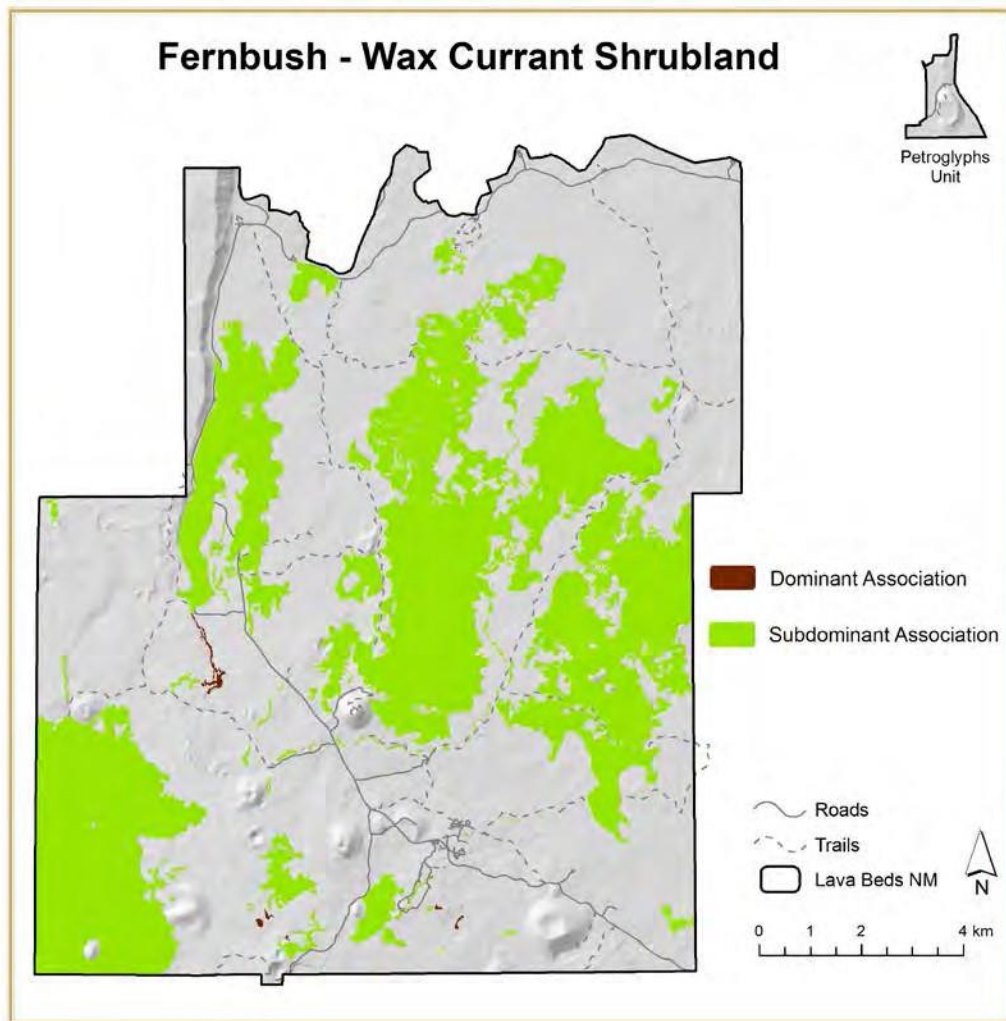 Fernbush - Wax Currant Shrubland
Petroglyphs
Unit
Dominant Association
Subdominant Association
Roads
Trails
Lava Beds NM
N
0 1 2 4 km